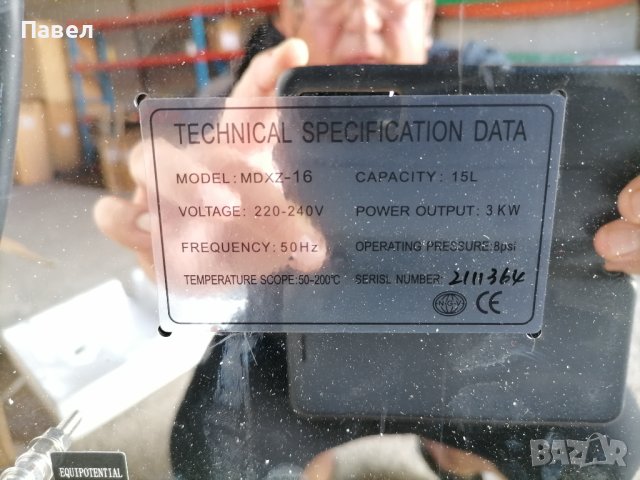 Павел
TECHNICAL SPECIFICATION DATA
MODEL: MDXZ-16 CAPACITY: 15L
VOLTAGE: 220-240V POWER OUTPUT: 3 KW
FREQUENCY: 50Hz OPERATING PRESSURE: 8psi
TEMPERATURE SCOPE: 50-200℃ SERISL NUMBER: 2111364
N.G.V CE
EQUIPOTENTIAL
BAZAR